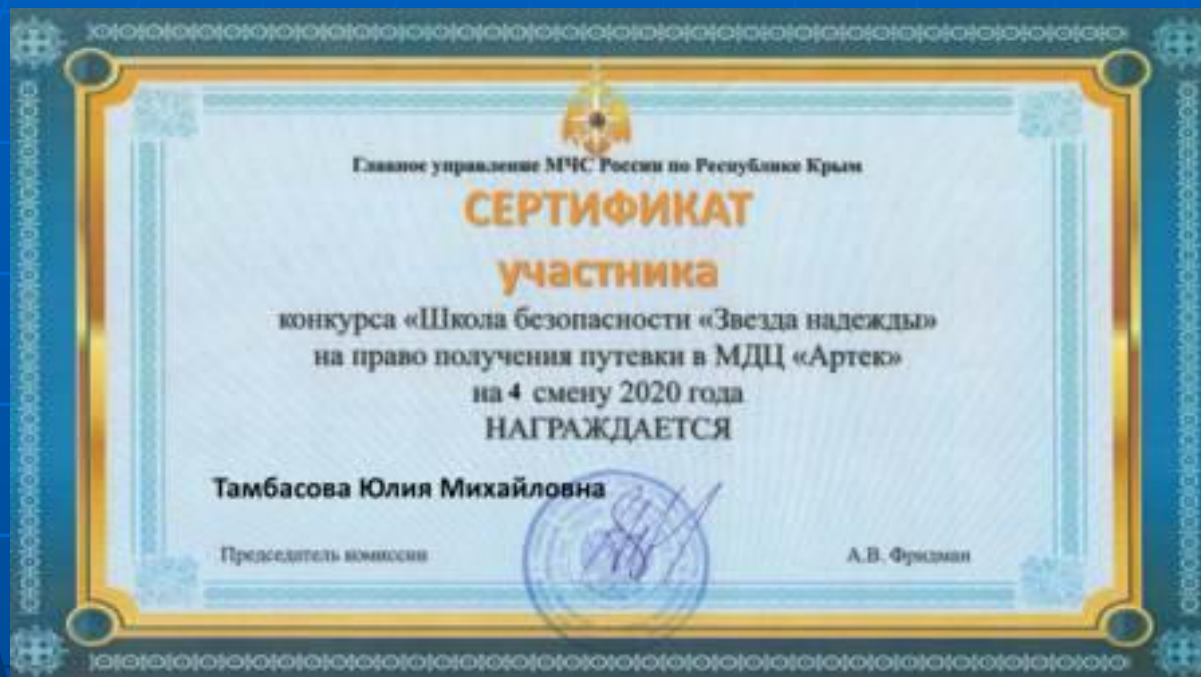 Главное управление МЧС России по Республике Крым
СЕРТИФИКАТ
участника
конкурса «Школа безопасности «Звезда надежды»
на право получения путевки в МДЦ «Артек»
на 4 смену 2020 года
НАГРАЖДАЕТСЯ
Тамбасова Юлия Михайловна
Председатель комиссии А.В. Фридман